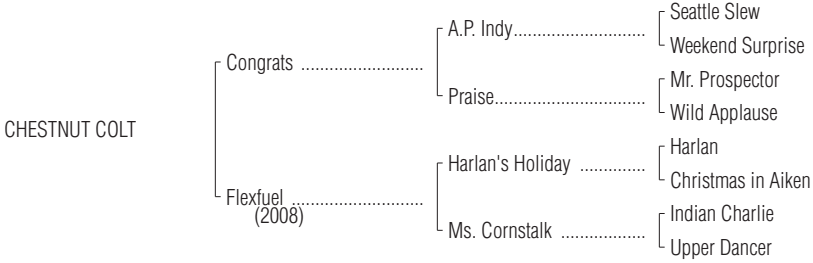 Seattle Slew
A.P. Indy..............................
Weekend Surprise
Congrats ............................
Mr. Prospector
Praise..................................
Wild Applause
CHESTNUT COLT
Harlan
Harlan's Holiday ...............
Christmas in Aiken
Flexfuel ..............................
(2008)
Indian Charlie
Ms. Cornstalk ...................
Upper Dancer